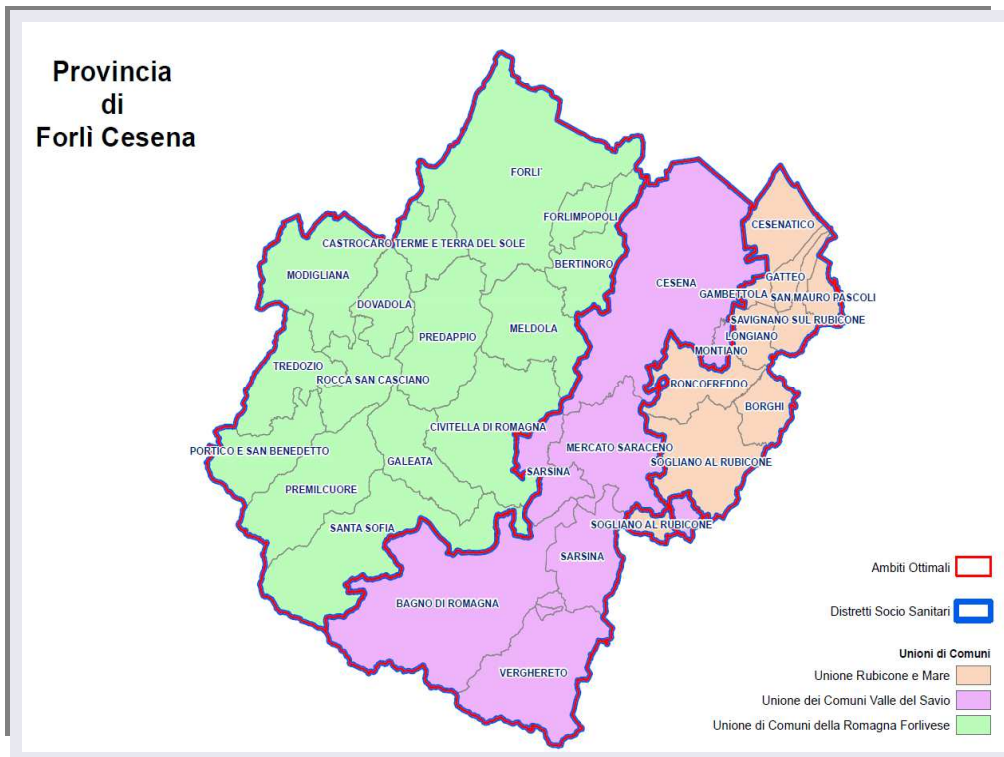 Provincia
di
Forlì Cesena
FORLI'
FORLIMPOPOLI
CESENATICO
CASTROCARO TERME E TERRA DEL SOLE
BERTINORO
MODIGLIANA
GATTEO
CESENA
GAMBETTOLA
SAN MAURO PASCOLI
DOVADOLA
SAVIGNANO SUL RUBICONE
MELDOLA
PREDAPPIO
LONGIANO
MONTIANO
TREDOZIO
ROCCA SAN CASCIANO
RONCOFREDDO
BORGHI
CIVITELLA DI ROMAGNA
MERCATO SARACENO
PORTICO E SAN BENEDETTO
GALEATA
SOGLIANO AL RUBICONE
SARSINA
PREMILCUORE
SOGLIANO AL RUBICONE
SANTA SOFIA
SARSINA
BAGNO DI ROMAGNA
VERGHERETO
Ambiti Ottimali
Distretti Socio Sanitari
Unioni di Comuni
Unione Rubicone e Mare
Unione dei Comuni Valle del Savio
Unione di Comuni della Romagna Forlivese